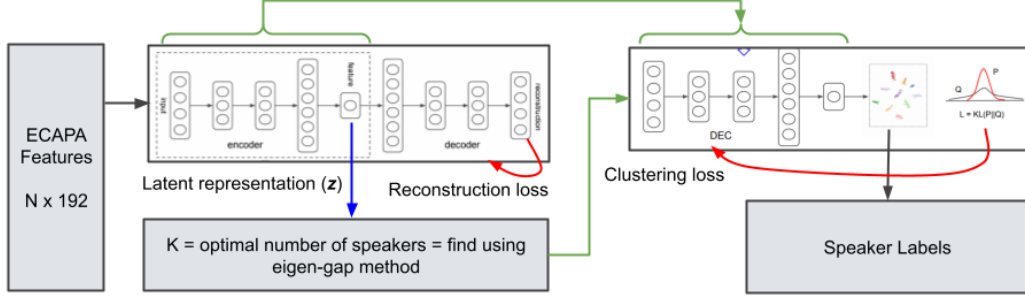 ECAPA
Features
N x 192
input
encoder
feature
decoder
reconstruction
Latent representation (z)
Reconstruction loss
K = optimal number of speakers = find using
eigen-gap method
DEC
Clustering loss
P
Q
L = KL(P||Q)
Speaker Labels